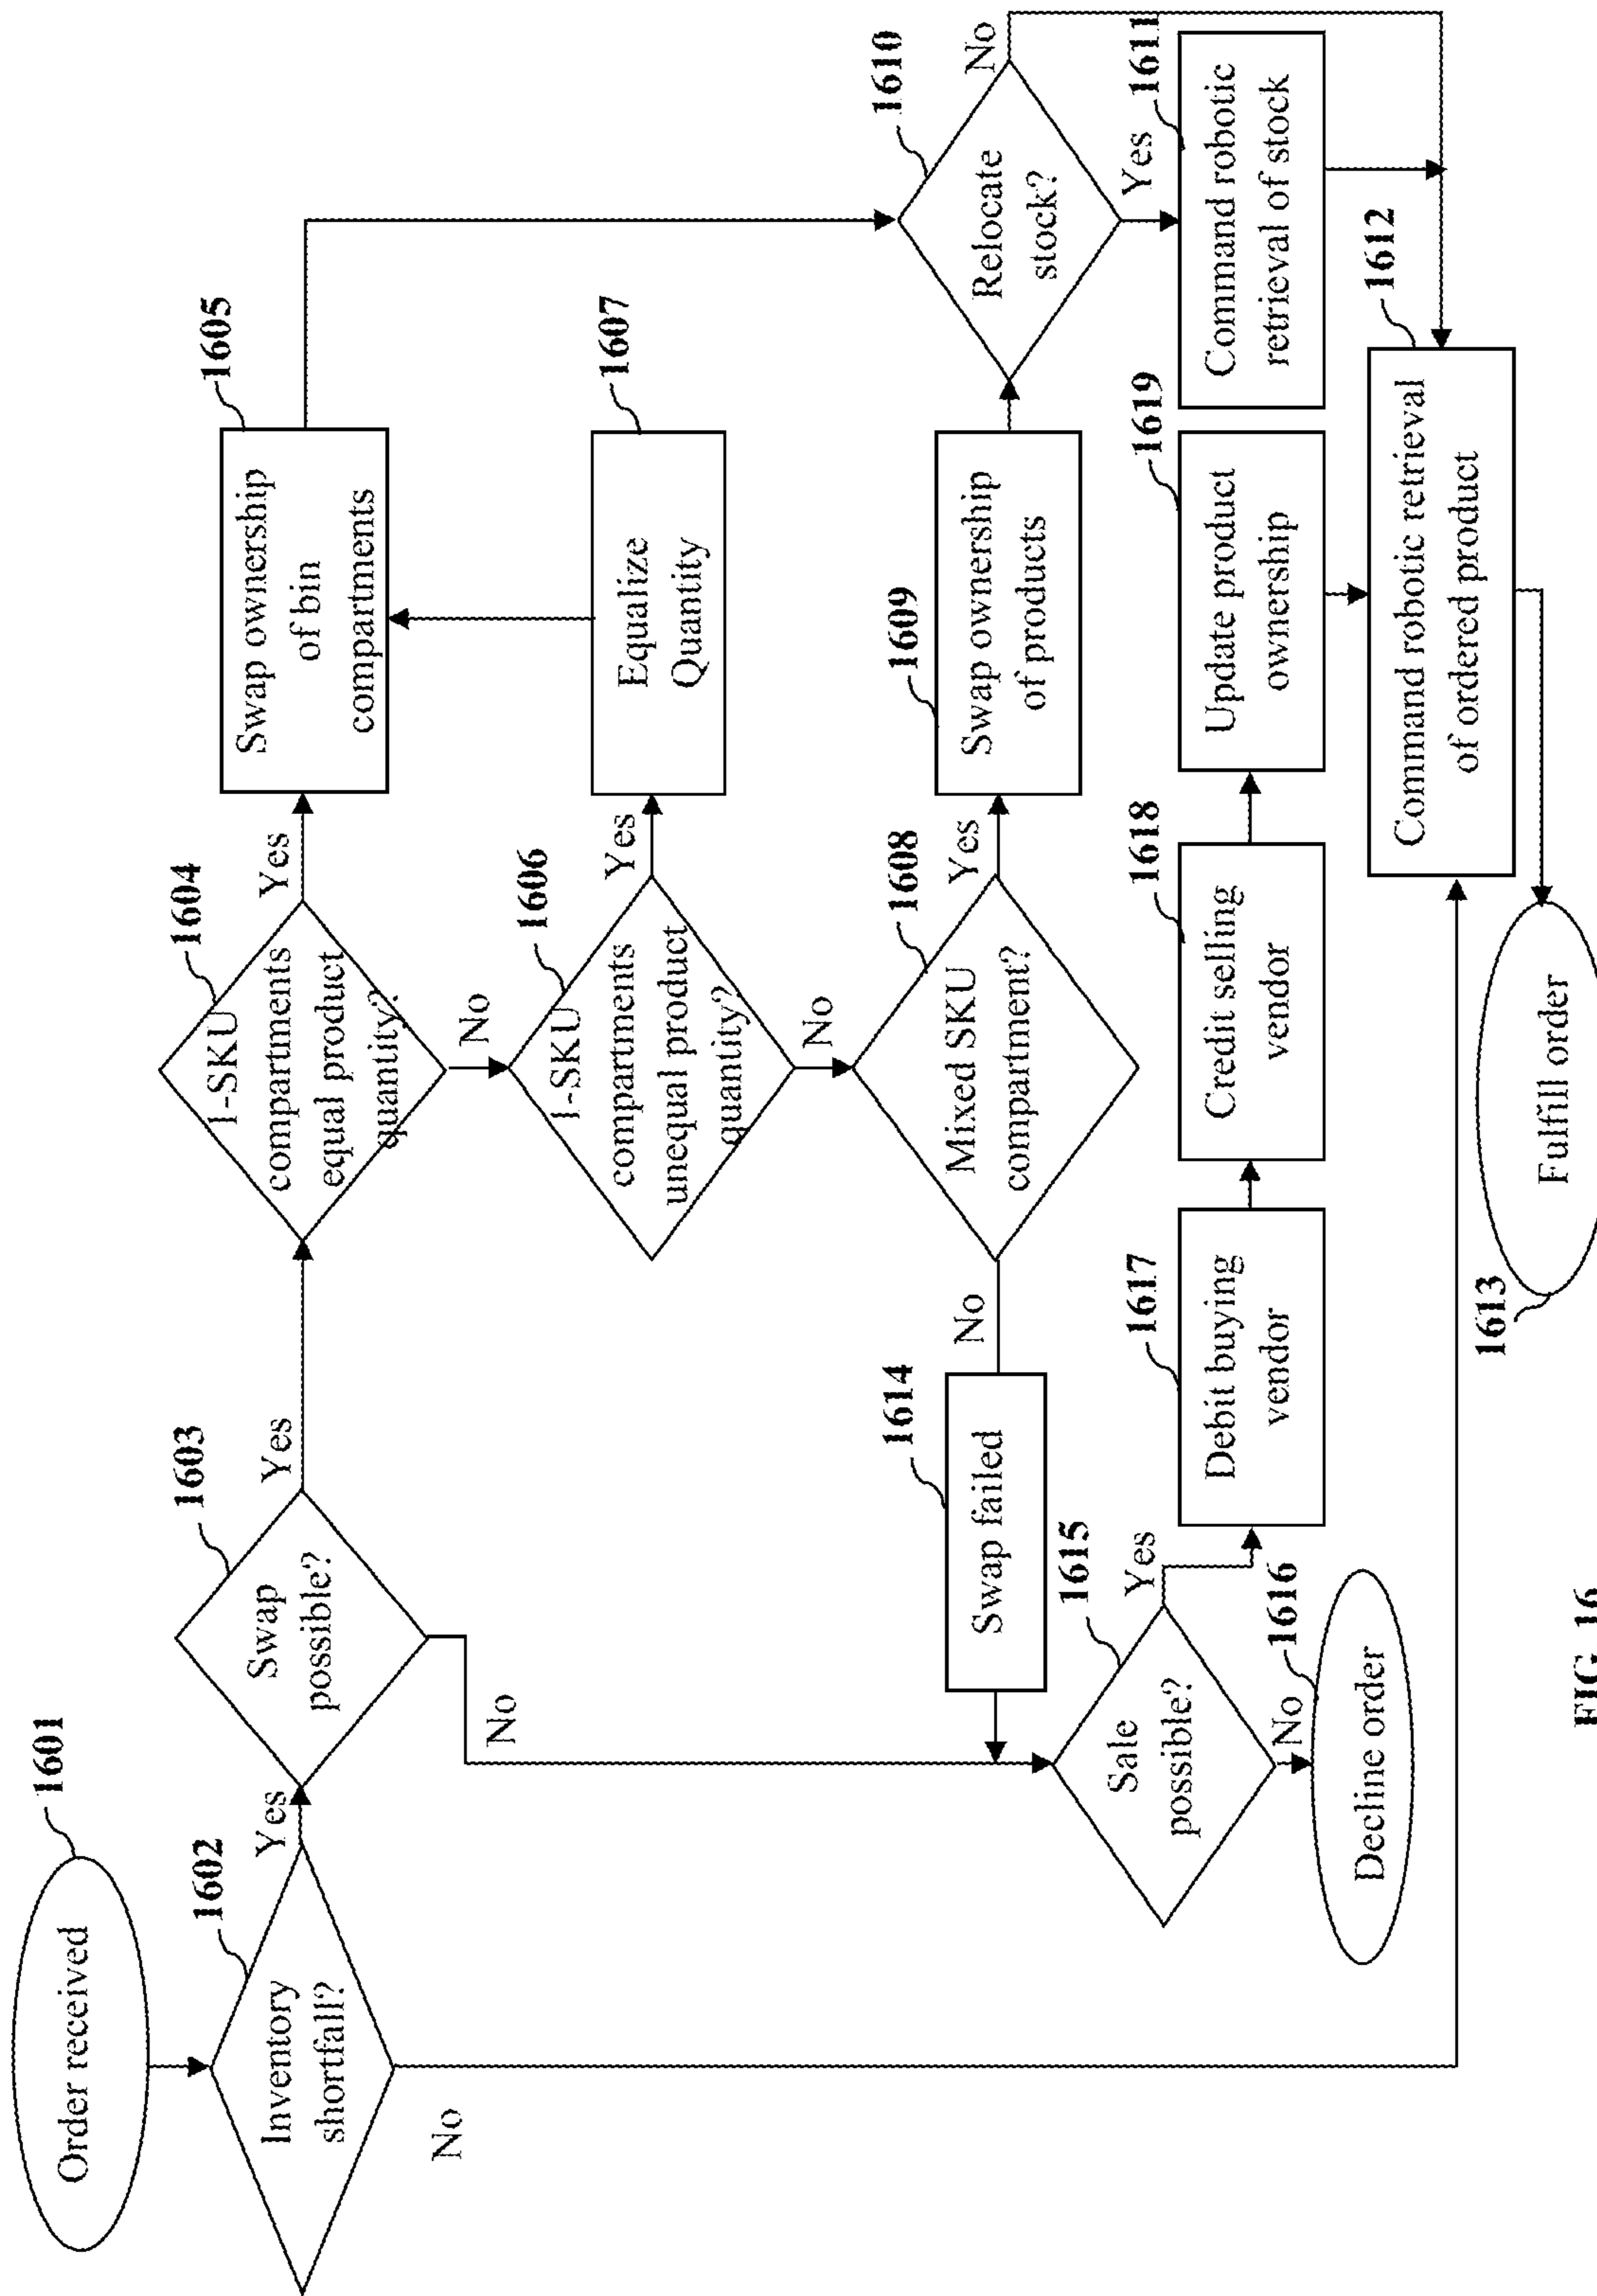 1601
Order received
1602
Inventory
shortfall?
Yes
No
1603
Swap
possible?
Yes
No
1604
1-SKU
compartments
equal product
quantity?
Yes
No
1605
Swap ownership
of bin
compartments
1606
1-SKU
compartments
unequal product
quantity?
Yes
No
1607
Equalize
Quantity
1608
Mixed SKU
compartment?
Yes
No
1609
Swap ownership
of products
1610
Relocate
stock?
No
Yes
1611
Command robotic
retrieval of stock
1614
Swap failed
1615
Sale
possible?
Yes
No
1616
Decline order
1617
Debit buying
vendor
1618
Credit selling
vendor
1619
Update product
ownership
1612
Command robotic retrieval
of ordered product
1613
Fulfill order
FIG. 16